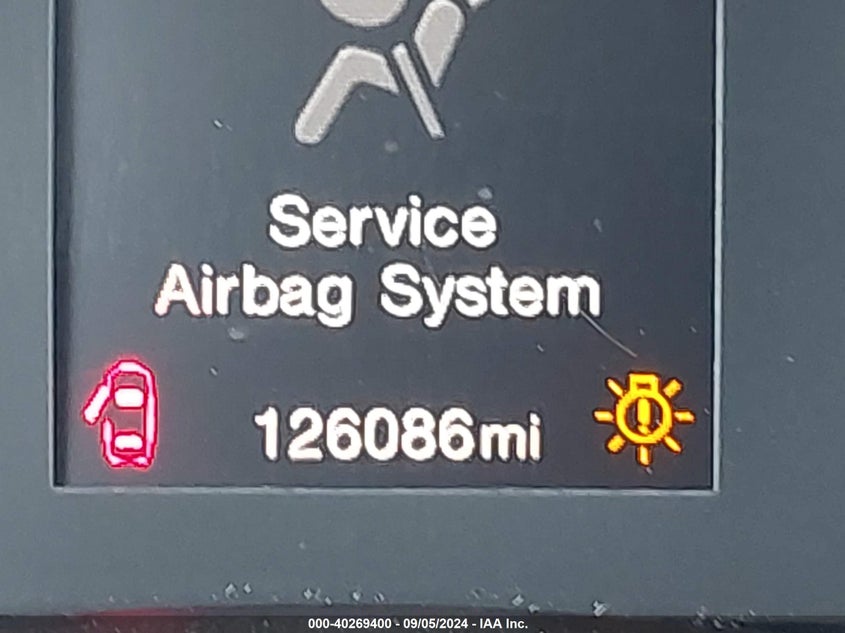 Service
Airbag System
126086mi
000-40269400 - 09/05/2024 - IAA Inc.